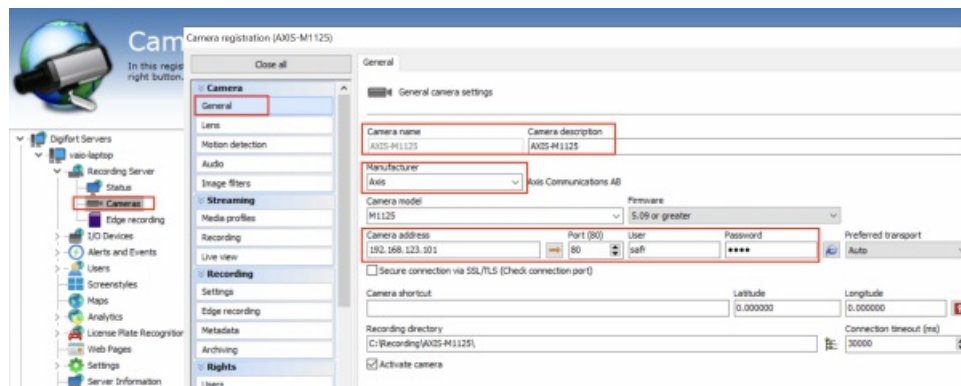 Cam
In this regis
right button.
Camera registration (AXIS-M1125)
Digifort Servers
vaio-laptop
Recording Server
Status
Cameras
Edge recording
I/O Devices
Alerts and Events
Users
Screenstyles
Maps
Analytics
License Plate Recognition
Web Pages
Settings
Server Information
Close all
Camera
General
Lens
Motion detection
Audio
Image filters
Streaming
Media profiles
Recording
Live view
Recording
Settings
Edge recording
Metadata
Archiving
Rights
Users
General
General camera settings
Camera name Camera description
AXIS-M1125 AXIS-M1125
Manufacturer
Axis Axis Communications AB
Camera model Firmware
M1125 5.09 or greater
Camera address Port (80) User Password Preferred transport
192.168.123.101 80 safr •••• Auto
Secure connection via SSL/TLS (Check connection port)
Camera shortcut Latitude Longitude
0.000000 0.000000
Recording directory Connection timeout (ms)
C:\Recording\AXIS-M1125\ 30000
Activate camera